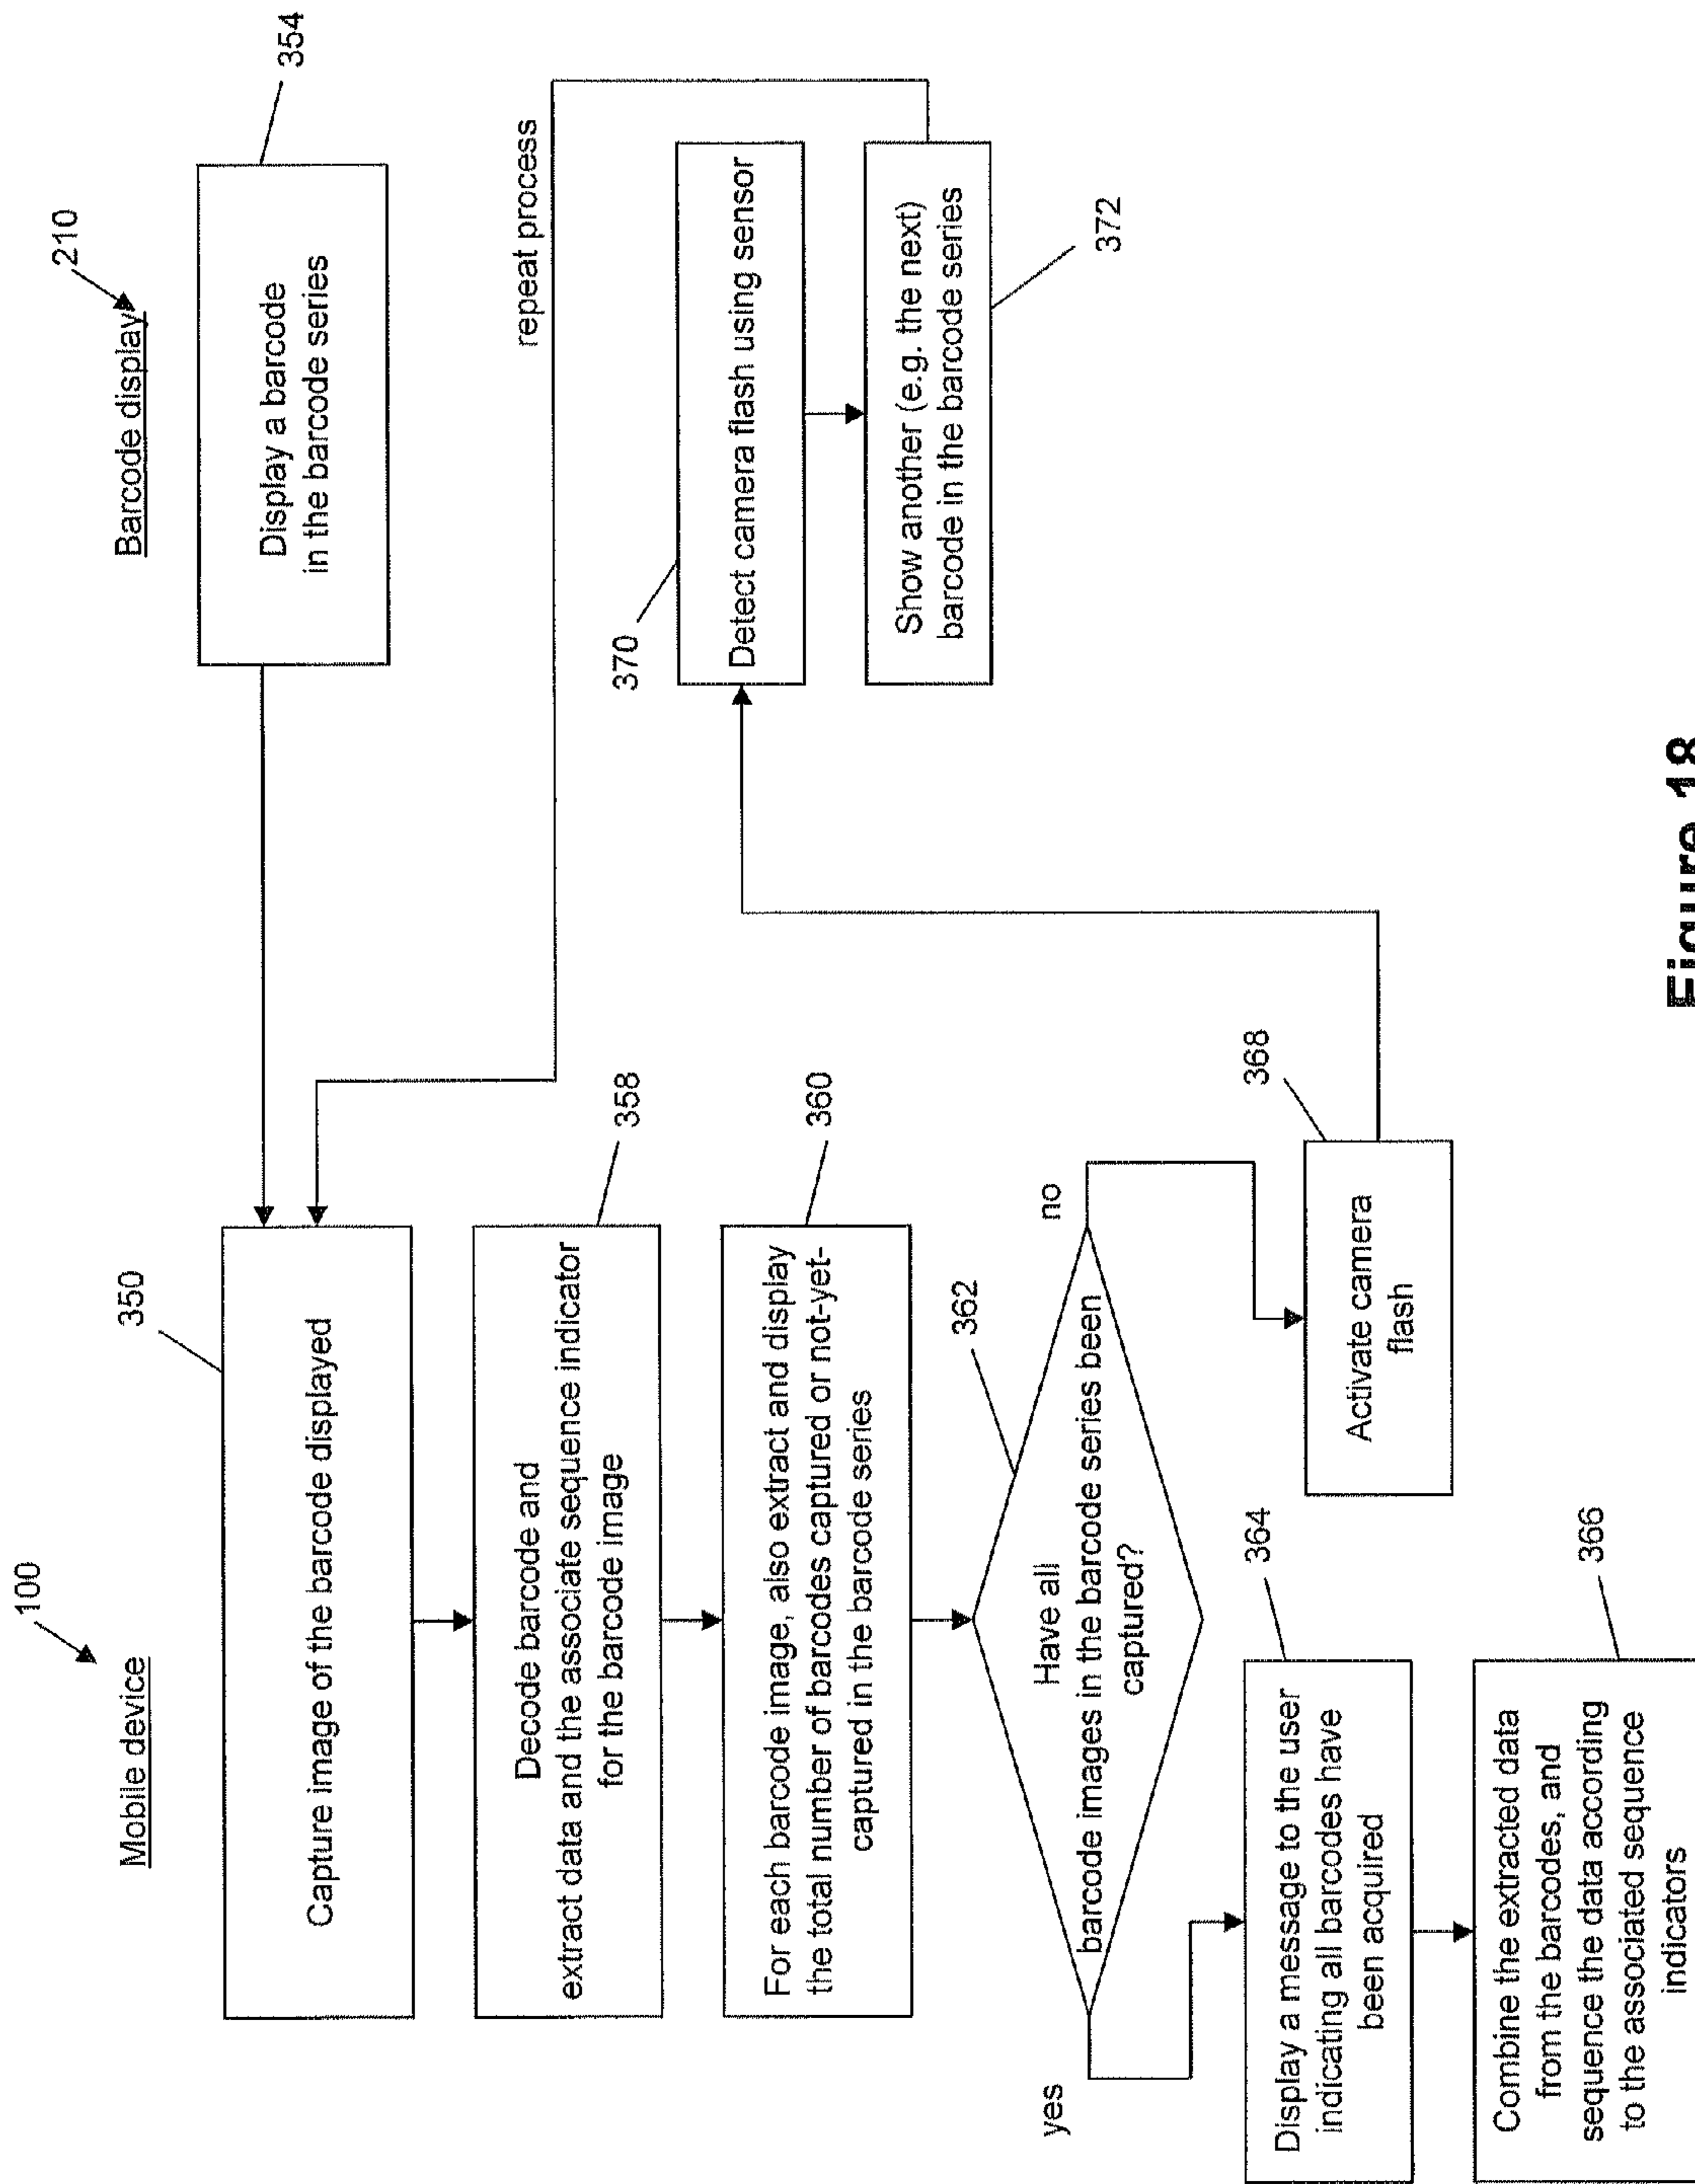 100
Mobile device
210
Barcode display
350
Capture image of the barcode displayed
354
Display a barcode
in the barcode series
358
Decode barcode and
extract data and the associate sequence indicator
for the barcode image
repeat process
360
For each barcode image, also extract and display
the total number of barcodes captured or not-yet-
captured in the barcode series
370
Detect camera flash using sensor
362
Have all
barcode images in the barcode series been
captured?
yes
no
Show another (e.g. the next)
barcode in the barcode series
372
364
Display a message to the user
indicating all barcodes have
been acquired
368
Activate camera
flash
366
Combine the extracted data
from the barcodes, and
sequence the data according
to the associated sequence
indicators
Figure 18